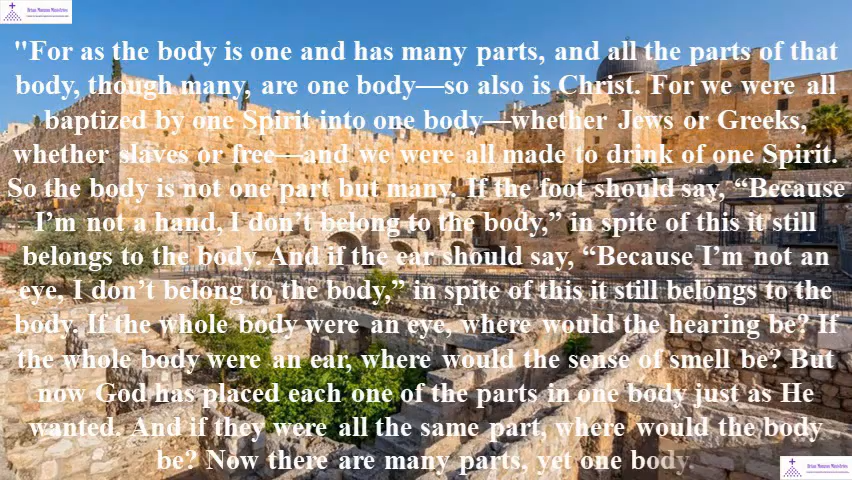 Brian Monson Ministries
"For as the body is one and has many parts, and all the parts of that
body, though many, are one body—so also is Christ. For we were all
baptized by one Spirit into one body—whether Jews or Greeks,
whether slaves or free—and we were all made to drink of one Spirit.
So the body is not one part but many. If the foot should say, “Because
I’m not a hand, I don’t belong to the body,” in spite of this it still
belongs to the body. And if the ear should say, “Because I’m not an
eye, I don’t belong to the body,” in spite of this it still belongs to the
body. If the whole body were an eye, where would the hearing be? If
the whole body were an ear, where would the sense of smell be? But
now God has placed each one of the parts in one body just as He
wanted. And if they were all the same part, where would the body
be? Now there are many parts, yet one body.
Brian Monson Ministries